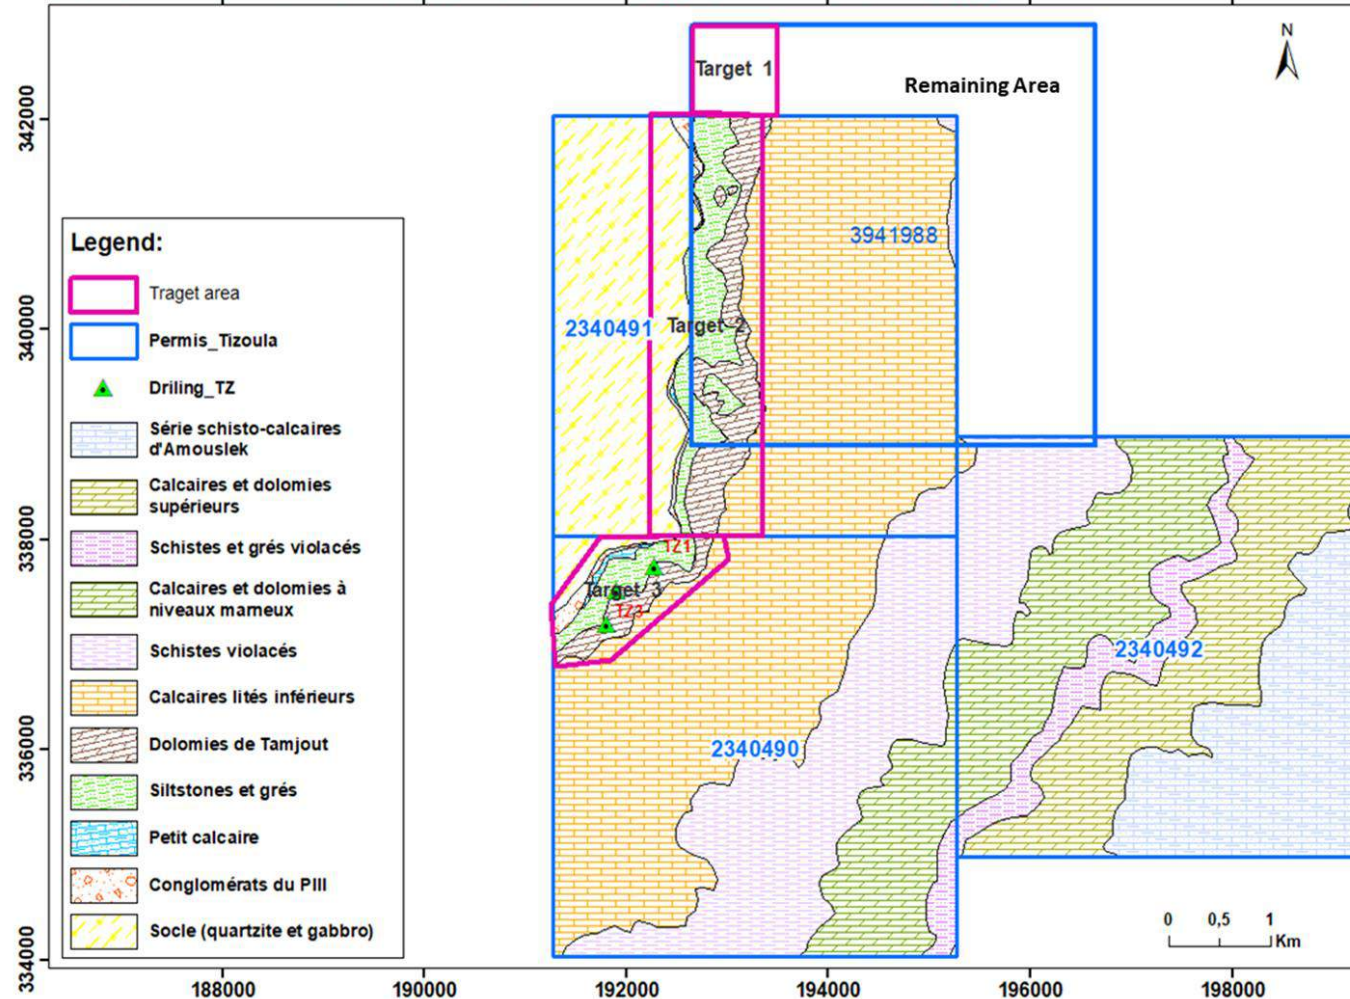 N
Target 1
Remaining Area
342000
3941988
Legend:
Traget area
340000
2340491
Target 2
Permis_Tizoula
Driling_TZ
Série schisto-calcaires
d'Amouslek
Calcaires et dolomies
supérieurs
338000
Schistes et grés violacés
TZ1
Calcaires et dolomies à
niveaux marneux
Target 3
TZ3
Schistes violacés
2340492
Calcaires lités inférieurs
336000
Dolomies de Tamjout
2340490
Siltstones et grés
Petit calcaire
Conglomérats du PIII
Socle (quartzite et gabbro)
0 0,5 1
Km
334000
188000 190000 192000 194000 196000 198000